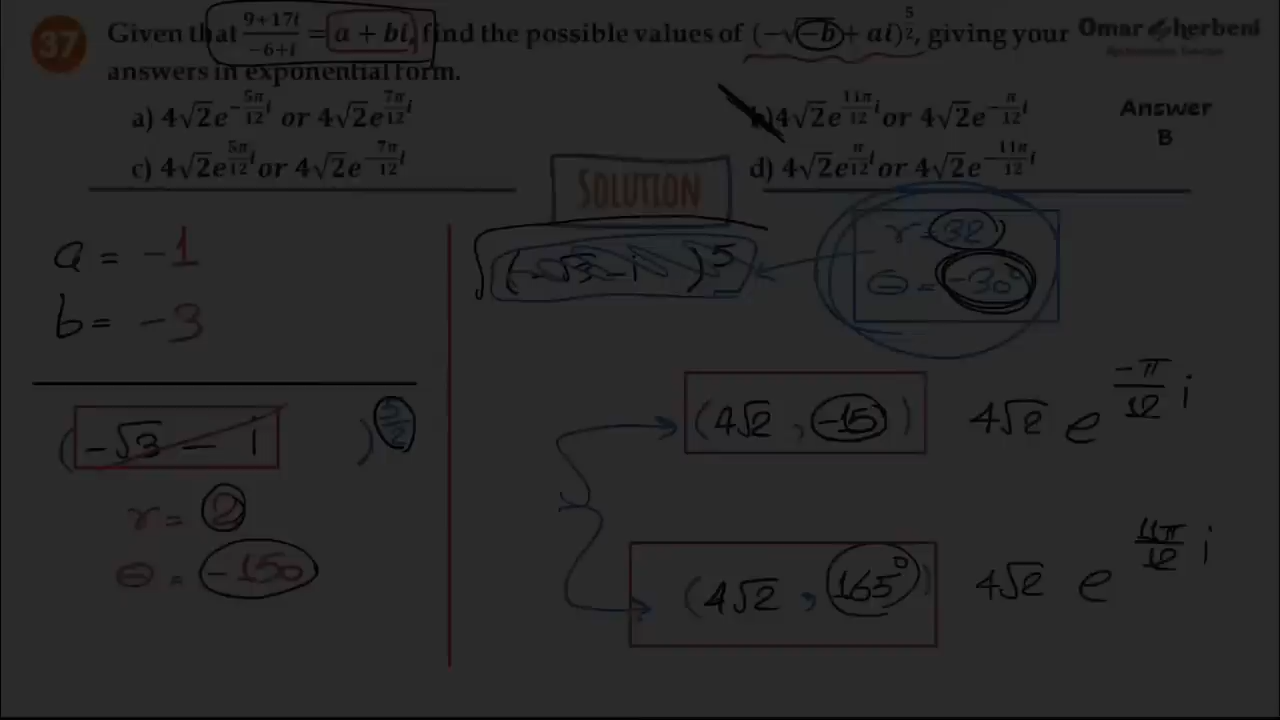 37 Given that (9+17i)/(-6+i) = a + bi, find the possible values of (-√-b + ai)^(5/2), giving your
answers in exponential form.
Omar Sherbeni
a) 4√2e^(-5π/12 i) or 4√2e^(7π/12 i)
b) 4√2e^(11π/12 i) or 4√2e^(-π/12 i)
c) 4√2e^(5π/12 i) or 4√2e^(-7π/12 i)
d) 4√2e^(π/12 i) or 4√2e^(-11π/12 i)
Answer
B
SOLUTION
a = -1
b = -3
(-√3 - i)^(5/2)
r = 2
θ = -150
(-√3 - i)^5
r = 32
θ = -30°
(4√2 , -15) 4√2 e^(-π/12 i)
(4√2 , 165°) 4√2 e^(11π/12 i)